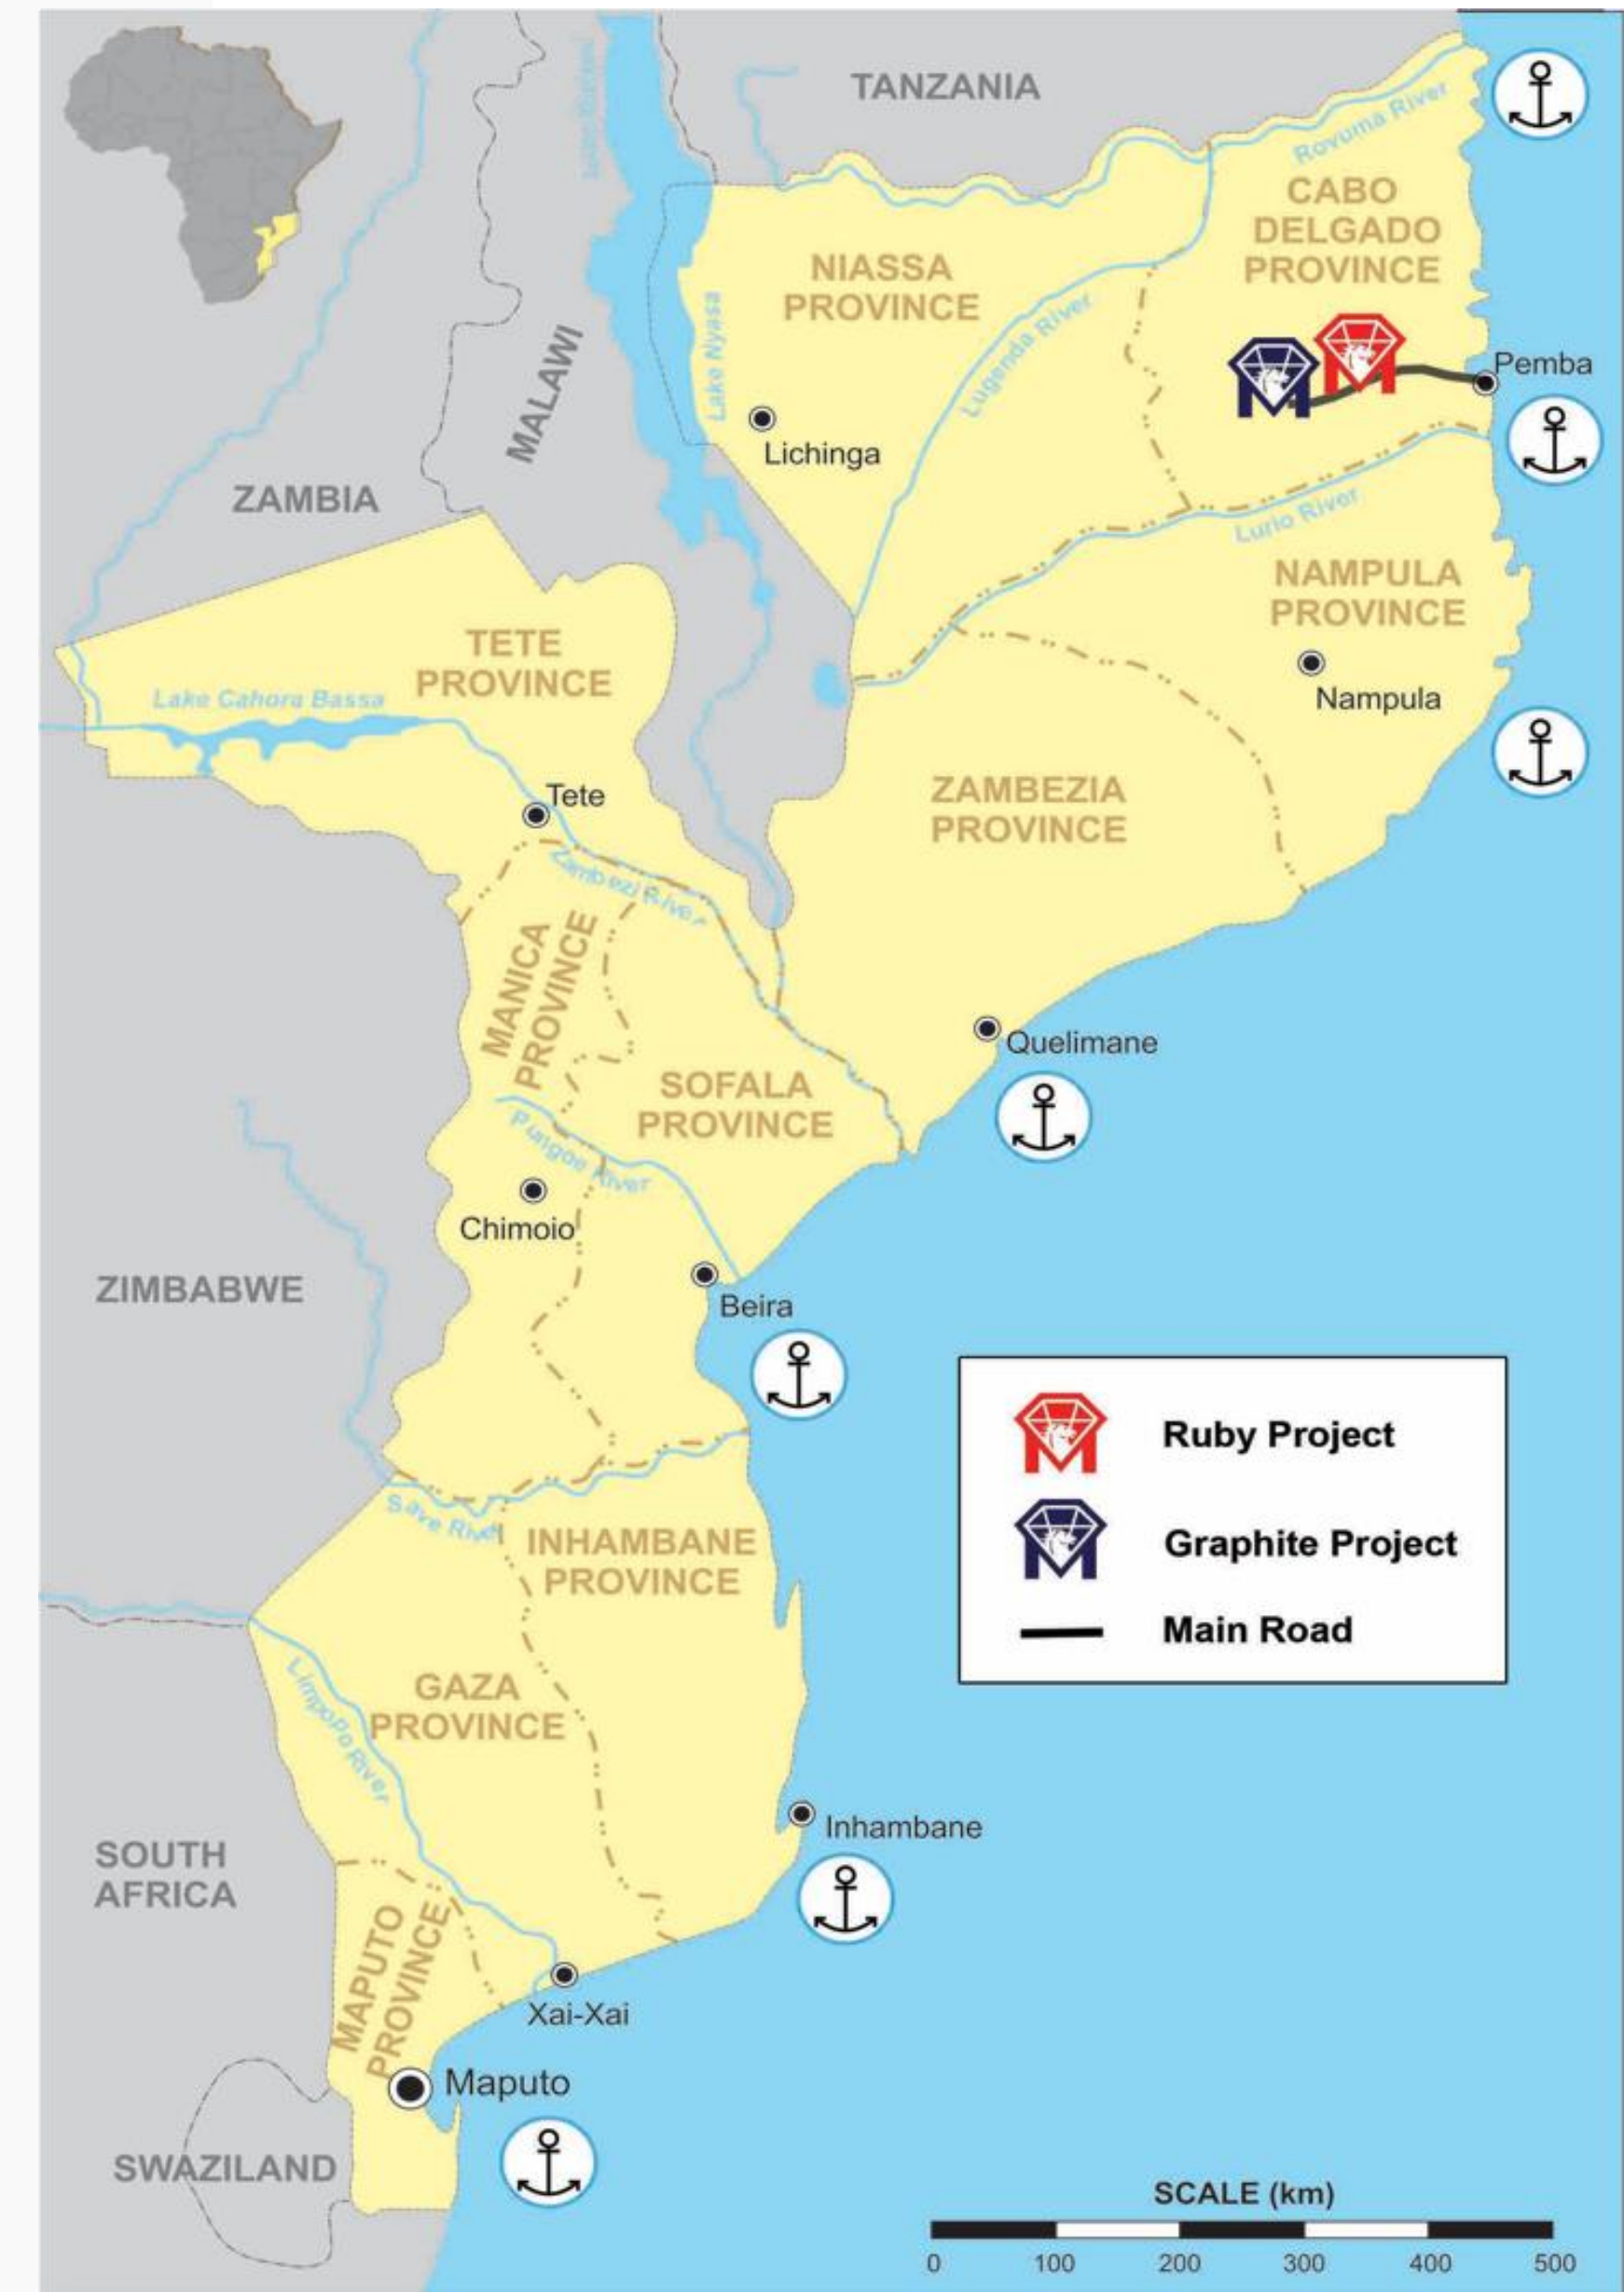 TANZANIA
Rovuma River
CABO
DELGADO
PROVINCE
NIASSA
PROVINCE
Lake Nyasa
Lugenda River
MALAWI
Pemba
Lichinga
ZAMBIA
Lurio River
NAMPULA
PROVINCE
Nampula
TETE
PROVINCE
Lake Cahora Bassa
Tete
ZAMBEZIA
PROVINCE
Zambezi River
MANICA
PROVINCE
Quelimane
SOFALA
PROVINCE
Pungoe River
Chimoio
ZIMBABWE
Beira
Ruby Project
Graphite Project
Main Road
Save River
INHAMBANE
PROVINCE
GAZA
PROVINCE
Limpopo River
Inhambane
SOUTH
AFRICA
MAPUTO
PROVINCE
Xai-Xai
Maputo
SWAZILAND
SCALE (km)
0 100 200 300 400 500